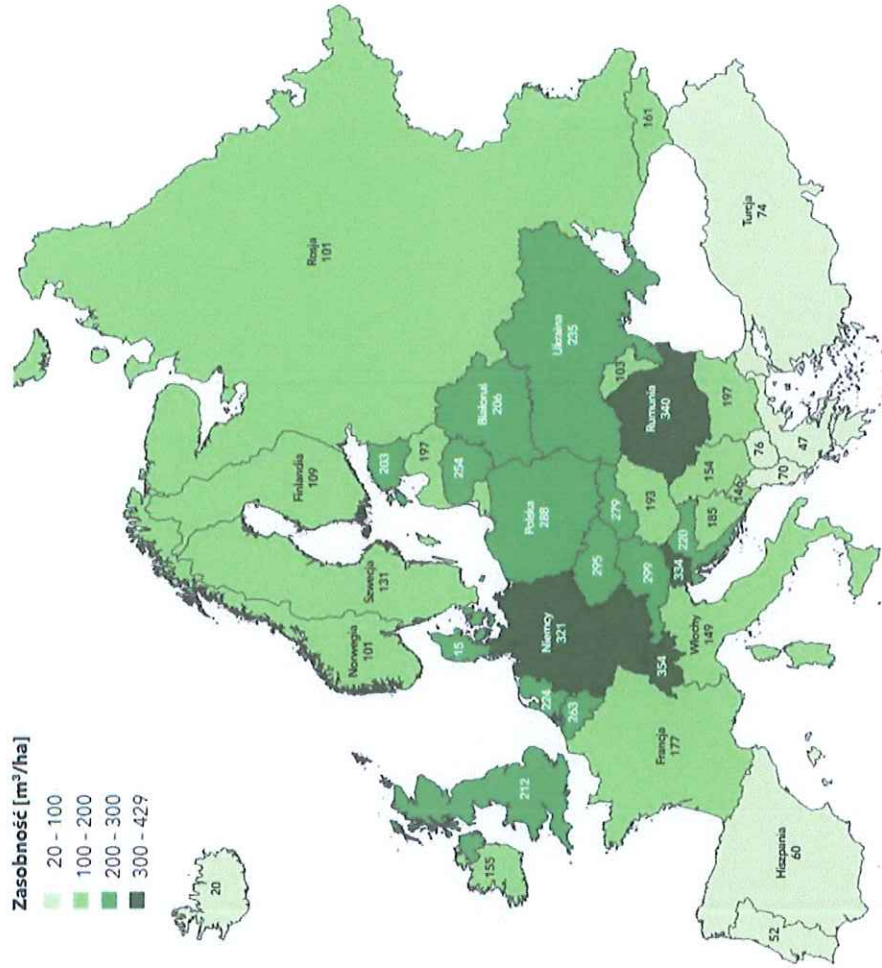 Zasobność [m³/ha]
20 – 100
100 – 200
200 – 300
300 – 429
20
Norwegia
101
Szwecja
131
Finlandia
109
Rosja
101
203
197
254
Białoruś
206
15
155
212
224
263
Niemcy
321
Polska
288
Ukraina
235
295
279
103
Francja
177
354
299
193
Rumunia
340
334
220
Włochy
149
185
154
146
197
161
Hiszpania
60
52
70
76
47
Turcja
74